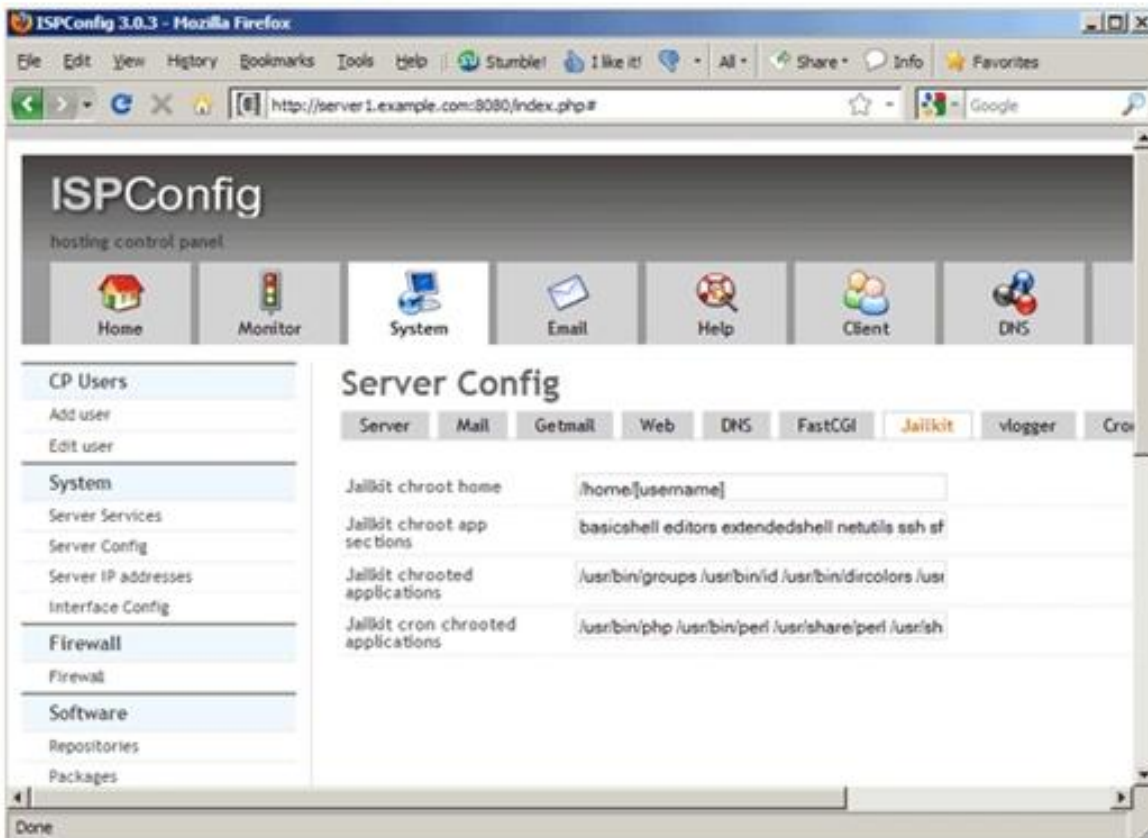 ISPConfig 3.0.3 - Mozilla Firefox
File Edit View History Bookmarks Tools Help Stumble! I like it! All Share Info Favorites
http://server1.example.com:8080/index.php# Google
ISPConfig
hosting control panel
Home Monitor System Email Help Client DNS
CP Users
Add user
Edit user
System
Server Services
Server Config
Server IP addresses
Interface Config
Firewall
Firewall
Software
Repositories
Packages
Server Config
Server Mail Getmail Web DNS FastCGI Jailkit vlogger Cro
Jailkit chroot home /home/[username]
Jailkit chroot app sections basicshell editors extendedshell netutils ssh sf
Jailkit chrooted applications /usr/bin/groups /usr/bin/id /usr/bin/dircolors /usr
Jailkit cron chrooted applications /usr/bin/php /usr/bin/perl /usr/share/perl /usr/sh
Done